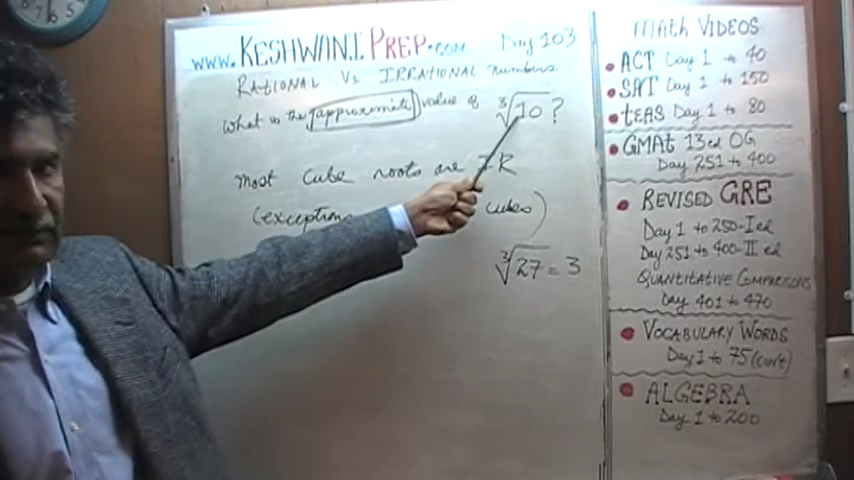 www.KESHWANIPREP.COM Day 103
RATIONAL VS IRRATIONAL numbers.
What is the approximate value of ∛10 ?
most cube roots are IR
(exceptions cubes)
∛27 = 3
MATH VIDEOS
ACT Day 1 to 40
SAT Day 1 to 150
TEAS Day 1 to 80
GMAT 13 ed OG
Day 251 to 400
REVISED GRE
Day 1 to 250-I ed
Day 251 to 400-II ed
QUANTITATIVE COMPARISONS
Day 401 to 470
VOCABULARY WORDS
Day 1 to 75 (con't)
ALGEBRA
Day 1 to 200